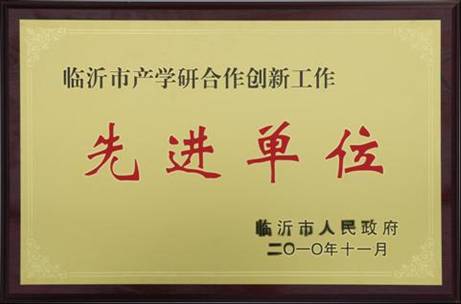 临沂市产学研合作创新工作
先进单位
临沂市人民政府
二〇一〇年十一月